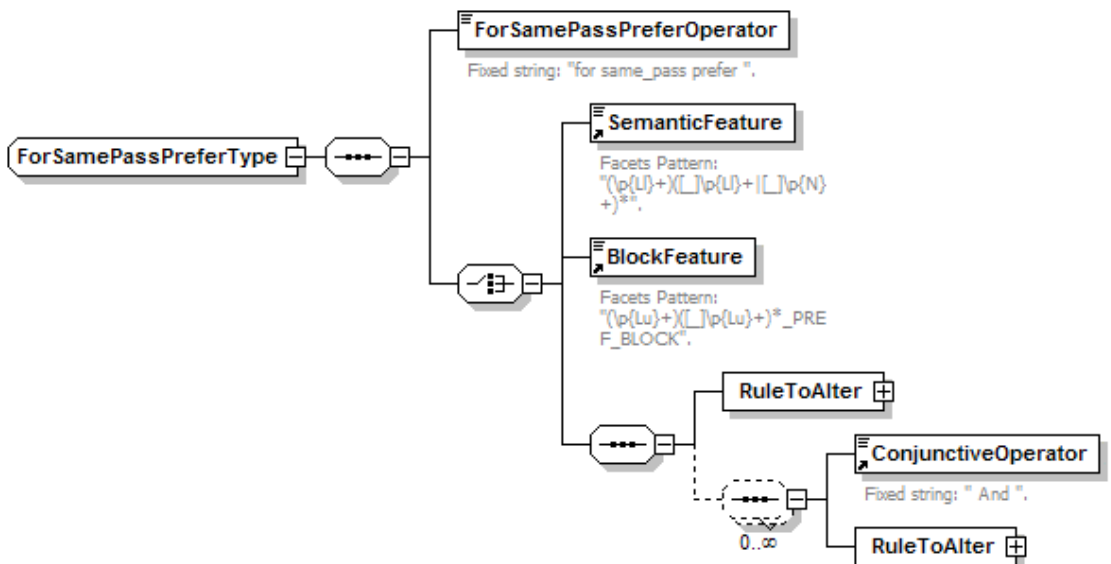 ForSamePassPreferOperator
Fixed string: "for same_pass prefer ".
ForSamePassPreferType
SemanticFeature
Facets Pattern:
"(\p{Ll}+)([_]\p{Ll}+|[_]\p{N}
+)*".
BlockFeature
Facets Pattern:
"(\p{Lu}+)([_]\p{Lu}+)*_PRE
F_BLOCK".
RuleToAlter
ConjunctiveOperator
Fixed string: " And ".
0..∞
RuleToAlter